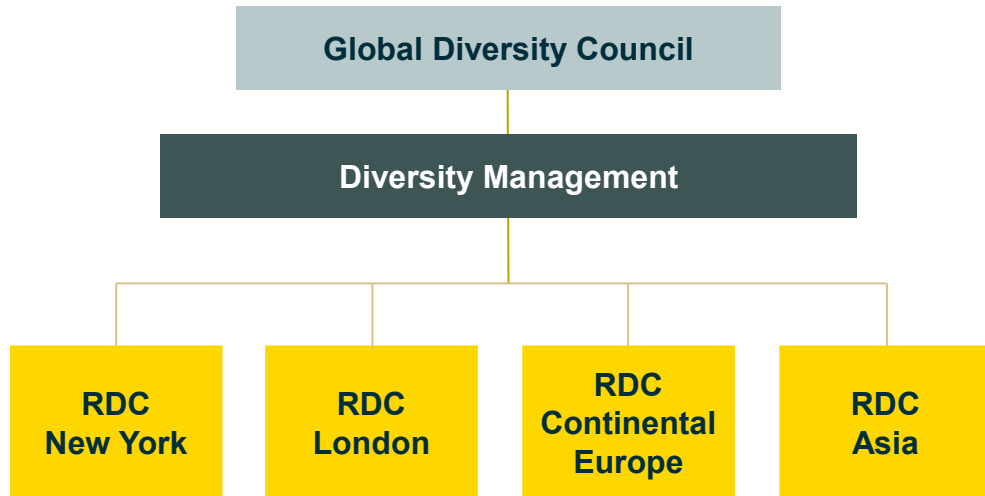 Global Diversity Council
Diversity Management
RDC
New York
RDC
London
RDC
Continental
Europe
RDC
Asia